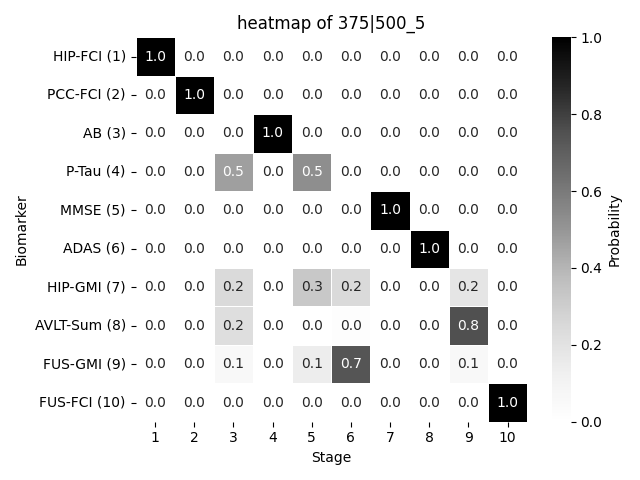 heatmap of 375|500_5
HIP-FCI (1) 1.0 0.0 0.0 0.0 0.0 0.0 0.0 0.0 0.0 0.0
PCC-FCI (2) 0.0 1.0 0.0 0.0 0.0 0.0 0.0 0.0 0.0 0.0
AB (3) 0.0 0.0 0.0 1.0 0.0 0.0 0.0 0.0 0.0 0.0
P-Tau (4) 0.0 0.0 0.5 0.0 0.5 0.0 0.0 0.0 0.0 0.0
MMSE (5) 0.0 0.0 0.0 0.0 0.0 0.0 1.0 0.0 0.0 0.0
ADAS (6) 0.0 0.0 0.0 0.0 0.0 0.0 0.0 1.0 0.0 0.0
HIP-GMI (7) 0.0 0.0 0.2 0.0 0.3 0.2 0.0 0.0 0.2 0.0
AVLT-Sum (8) 0.0 0.0 0.2 0.0 0.0 0.0 0.0 0.0 0.8 0.0
FUS-GMI (9) 0.0 0.0 0.1 0.0 0.1 0.7 0.0 0.0 0.1 0.0
FUS-FCI (10) 0.0 0.0 0.0 0.0 0.0 0.0 0.0 0.0 0.0 1.0
1 2 3 4 5 6 7 8 9 10
Stage
Biomarker
1.0
0.8
0.6
0.4
0.2
0.0
Probability